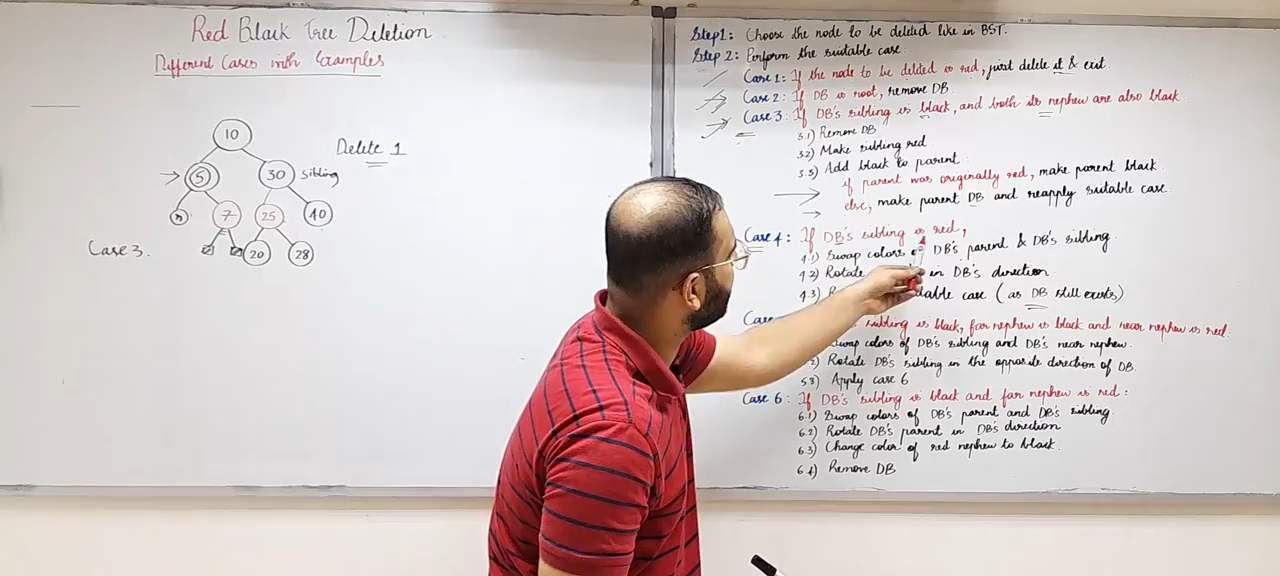 Red Black Tree Deletion
Different Cases with Examples
Delete 1
10
5
30
sibling
n
7
25
40
20
28
Case 3.
Step1: Choose the node to be deleted like in BST.
Step 2: Perform the suitable case.
Case 1: If the node to be deleted is red, just delete it & exit
Case 2: If DB is root, remove DB.
Case 3: If DB's sibling is black, and both its nephew are also black
3.1) Remove DB
3.2) Make sibling red.
3.3) Add black to parent:
if parent was originally red, make parent black.
else, make parent DB and reapply suitable case
Case 4: If DB's sibling is red,
4.1) Swap colors of DB's parent & DB's sibling
4.2) Rotate in DB's direction
4.3) suitable case (as DB still exists)
sibling is black, far nephew is black and near nephew is red.
Swap colors of DB's sibling and DB's near nephew.
2) Rotate DB's sibling in the opposite direction of DB.
5.3) Apply case 6
Case 6: If DB's sibling is black and far nephew is red:
6.1) Swap colors of DB's parent and DB's sibling
6.2) Rotate DB's parent in DB's direction
6.3) Change color of red nephew to black.
6.4) Remove DB